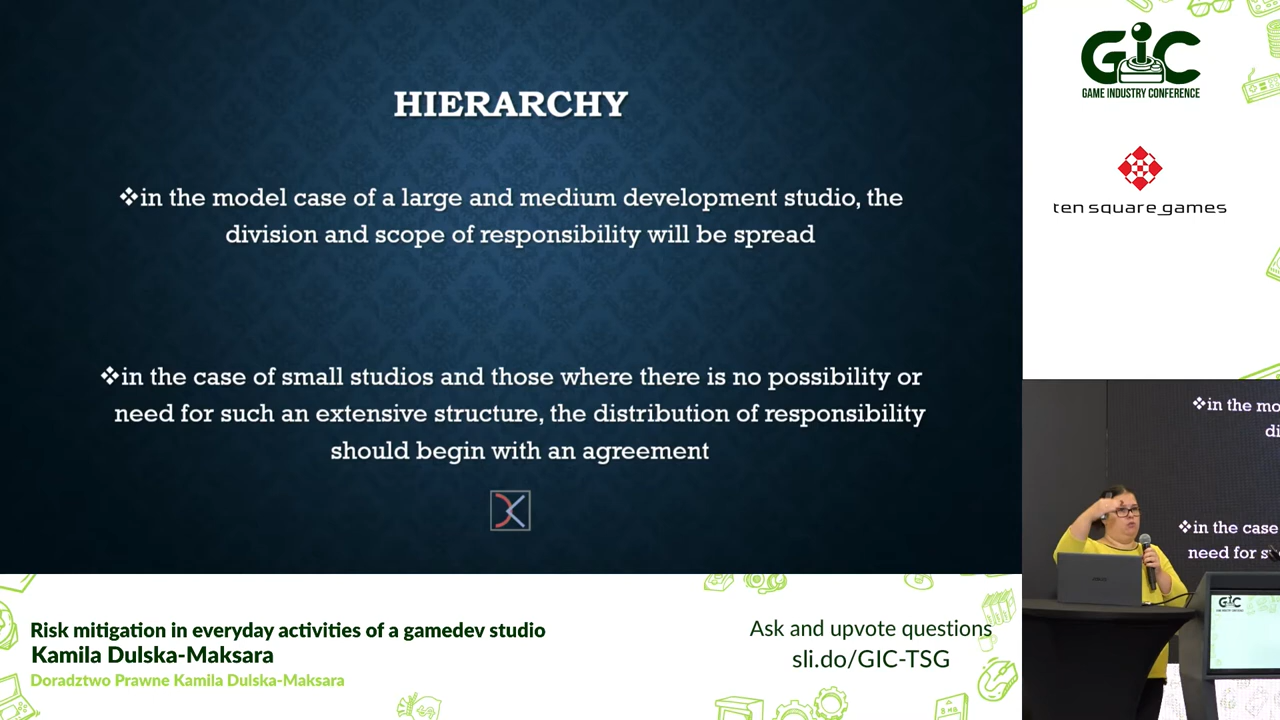 HIERARCHY
❖in the model case of a large and medium development studio, the
division and scope of responsibility will be spread
❖in the case of small studios and those where there is no possibility or
need for such an extensive structure, the distribution of responsibility
should begin with an agreement
GIC
GAME INDUSTRY CONFERENCE
ten square_games
❖in the mo
di
❖in the case
need for s
GIC
Risk mitigation in everyday activities of a gamedev studio
Kamila Dulska-Maksara
Doradztwo Prawne Kamila Dulska-Maksara
Ask and upvote questions
sli.do/GIC-TSG
8 MB